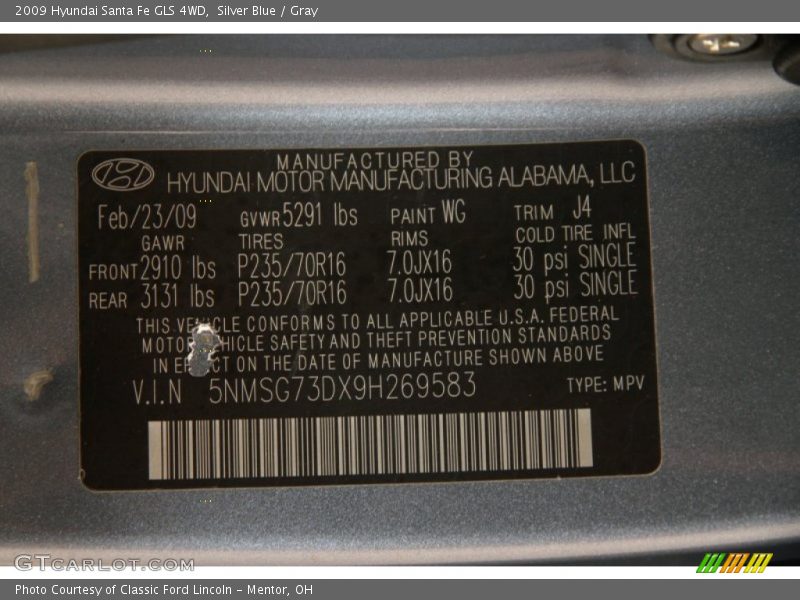 2009 Hyundai Santa Fe GLS 4WD, Silver Blue / Gray
MANUFACTURED BY
HYUNDAI MOTOR MANUFACTURING ALABAMA, LLC
Feb/23/09 GVWR 5291 lbs PAINT WG TRIM J4
GAWR TIRES RIMS COLD TIRE INFL
FRONT 2910 lbs P235/70R16 7.0JX16 30 psi SINGLE
REAR 3131 lbs P235/70R16 7.0JX16 30 psi SINGLE
THIS VEHICLE CONFORMS TO ALL APPLICABLE U.S.A. FEDERAL
MOTOR VEHICLE SAFETY AND THEFT PREVENTION STANDARDS
IN EFFECT ON THE DATE OF MANUFACTURE SHOWN ABOVE
V.I.N 5NMSG73DX9H269583 TYPE: MPV
GTCARLOT.COM
Photo Courtesy of Classic Ford Lincoln - Mentor, OH